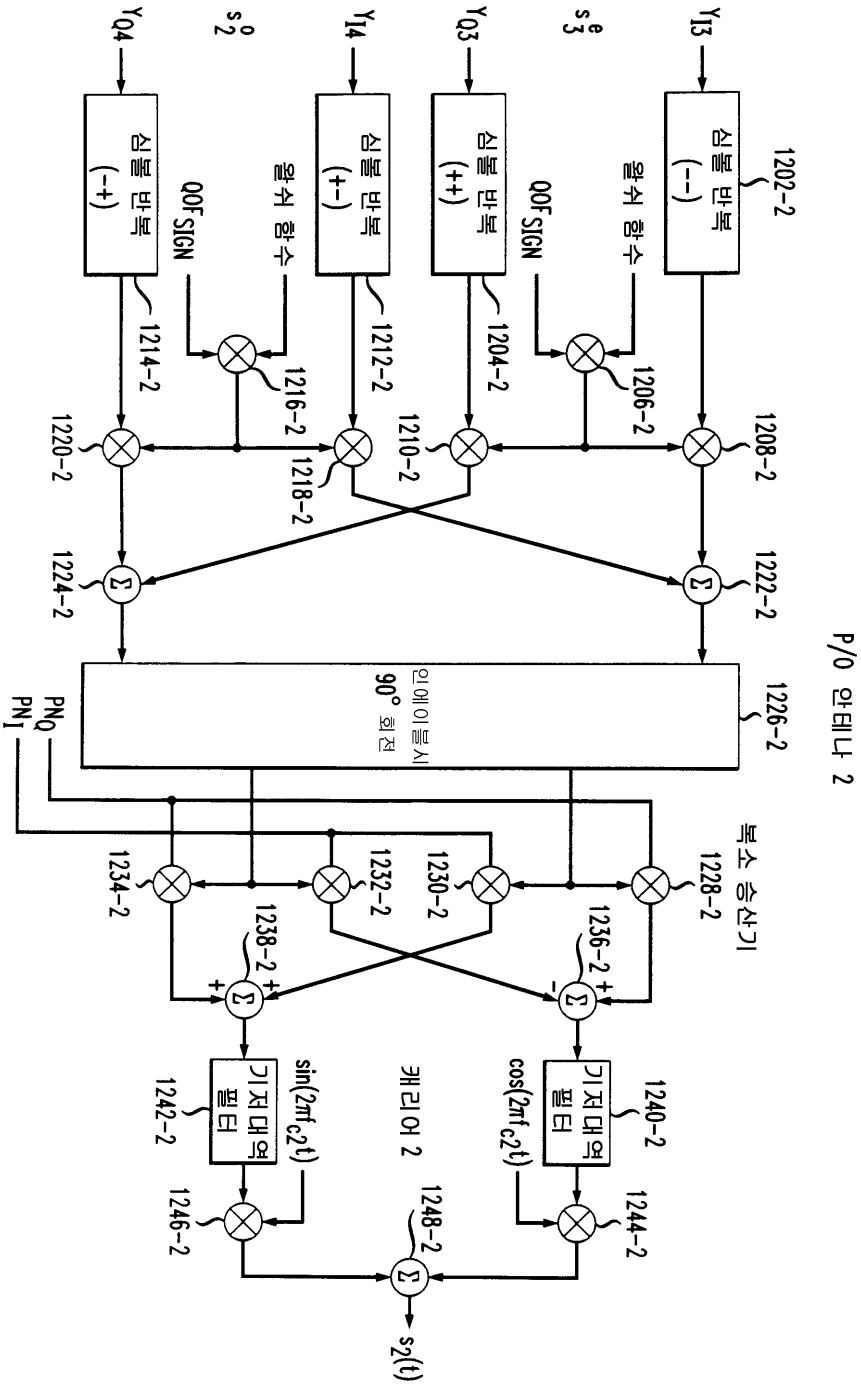 P/O 안테나 2
Y_I3
심볼 반복
(--)
1202-2
1208-2
1222-2
s_3^e
왈쉬 함수
QOF_SIGN
1206-2
Y_Q3
심볼 반복
(++)
1204-2
1210-2
Y_I4
심볼 반복
(+-)
1212-2
1218-2
s_2^o
왈쉬 함수
QOF_SIGN
1216-2
Y_Q4
심볼 반복
(-+)
1214-2
1220-2
Σ
Σ
1224-2
인에이블시
90° 회전
1226-2
PN_Q
PN_I
복소 승산기
1228-2
1230-2
1232-2
1234-2
1236-2
+
Σ
-
1238-2
+
Σ
+
기저대역
필터
1240-2
cos(2πf_c2t)
1244-2
캐리어 2
sin(2πf_c2t)
기저대역
필터
1242-2
1246-2
1248-2
Σ
s_2(t)